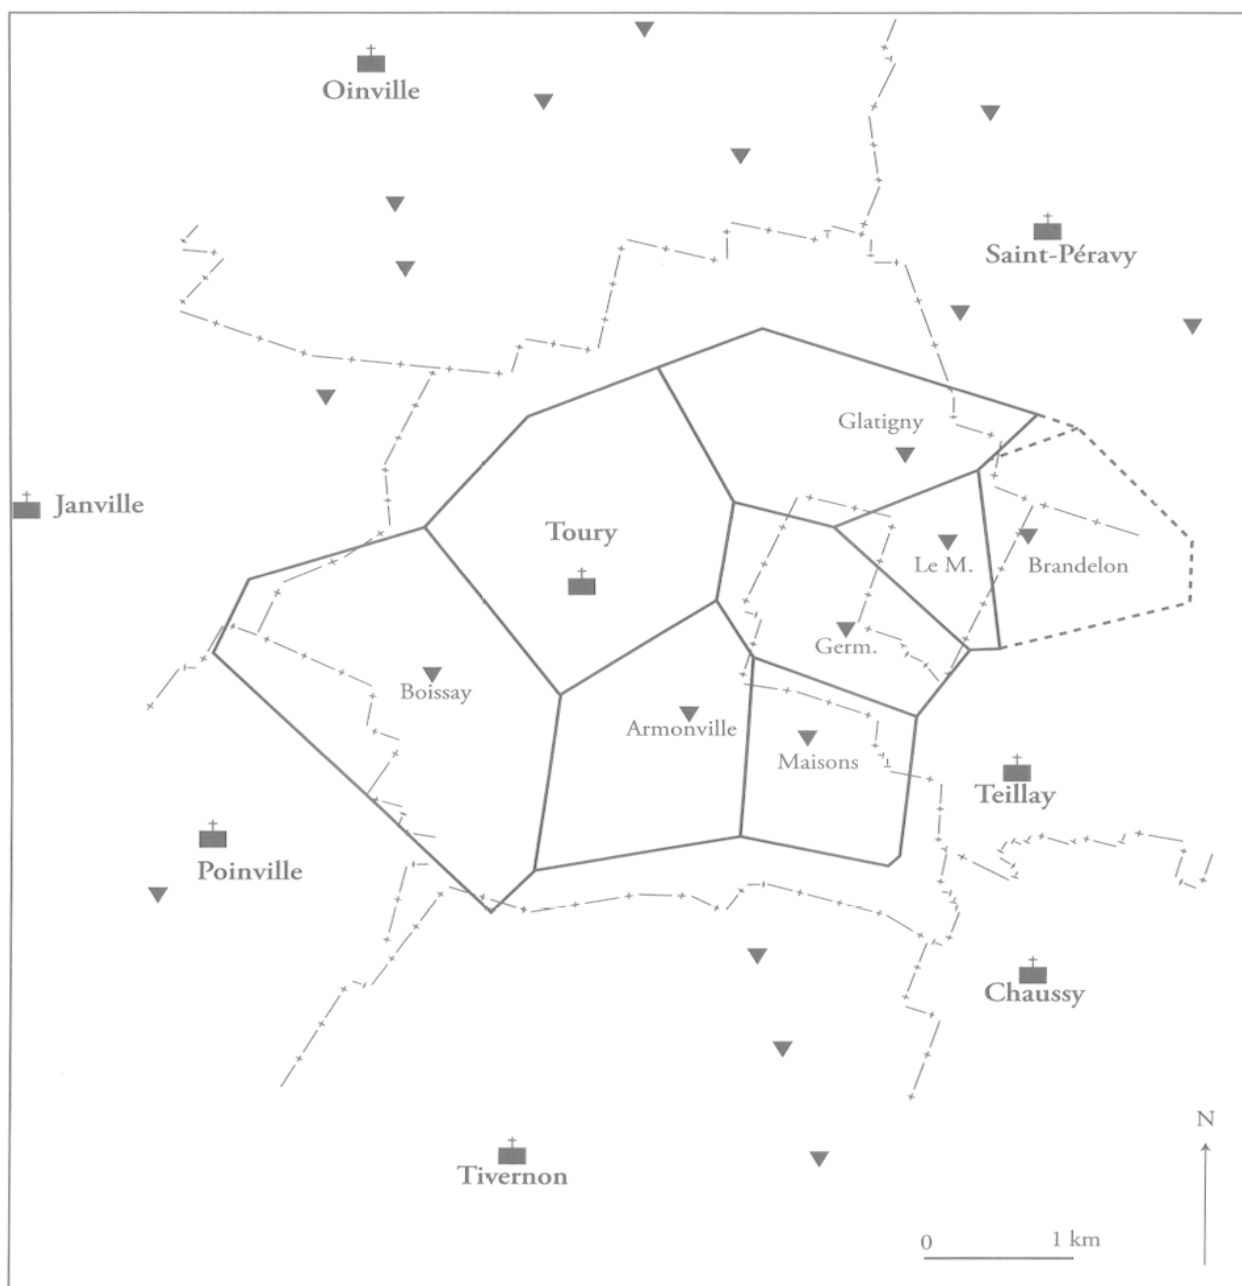 Oinville
Saint-Péravy
Glatigny
Janville
Toury
Le M.
Brandelon
Germ.
Boissay
Armonville
Maisons
Teillay
Poinville
Chaussy
N
Tivernon
0
1 km